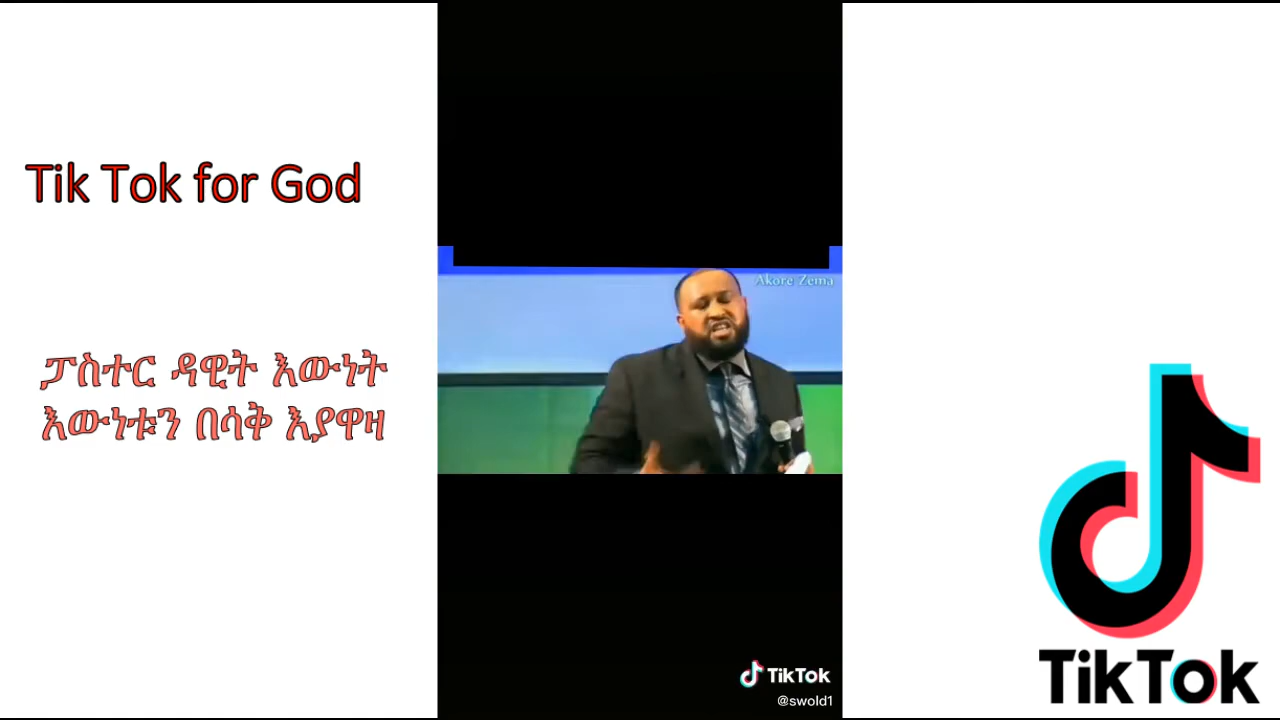 Tik Tok for God
ፓስተር ዳዊት እውነት
እውነቱን በሳቅ እያዋዛ
Akore Zema
TikTok
@swold1
TikTok